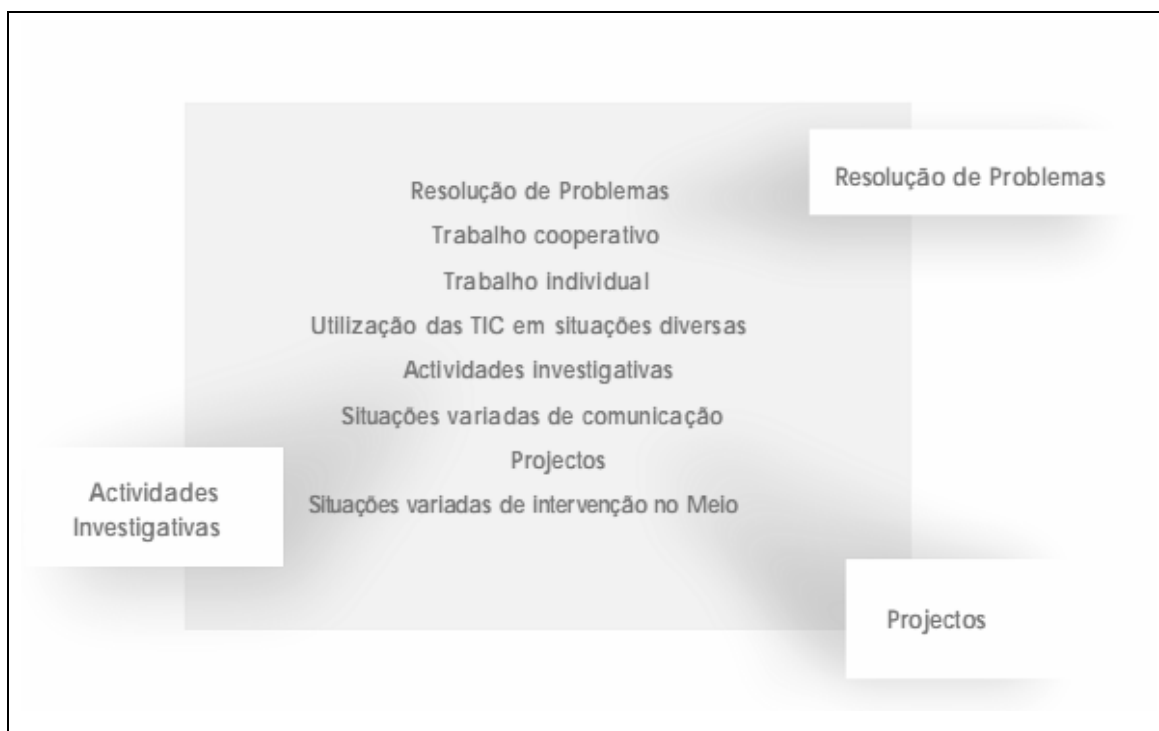 Resolução de Problemas
Resolução de Problemas
Trabalho cooperativo
Trabalho individual
Utilização das TIC em situações diversas
Actividades investigativas
Situações variadas de comunicação
Projectos
Situações variadas de intervenção no Meio
Actividades
Investigativas
Projectos